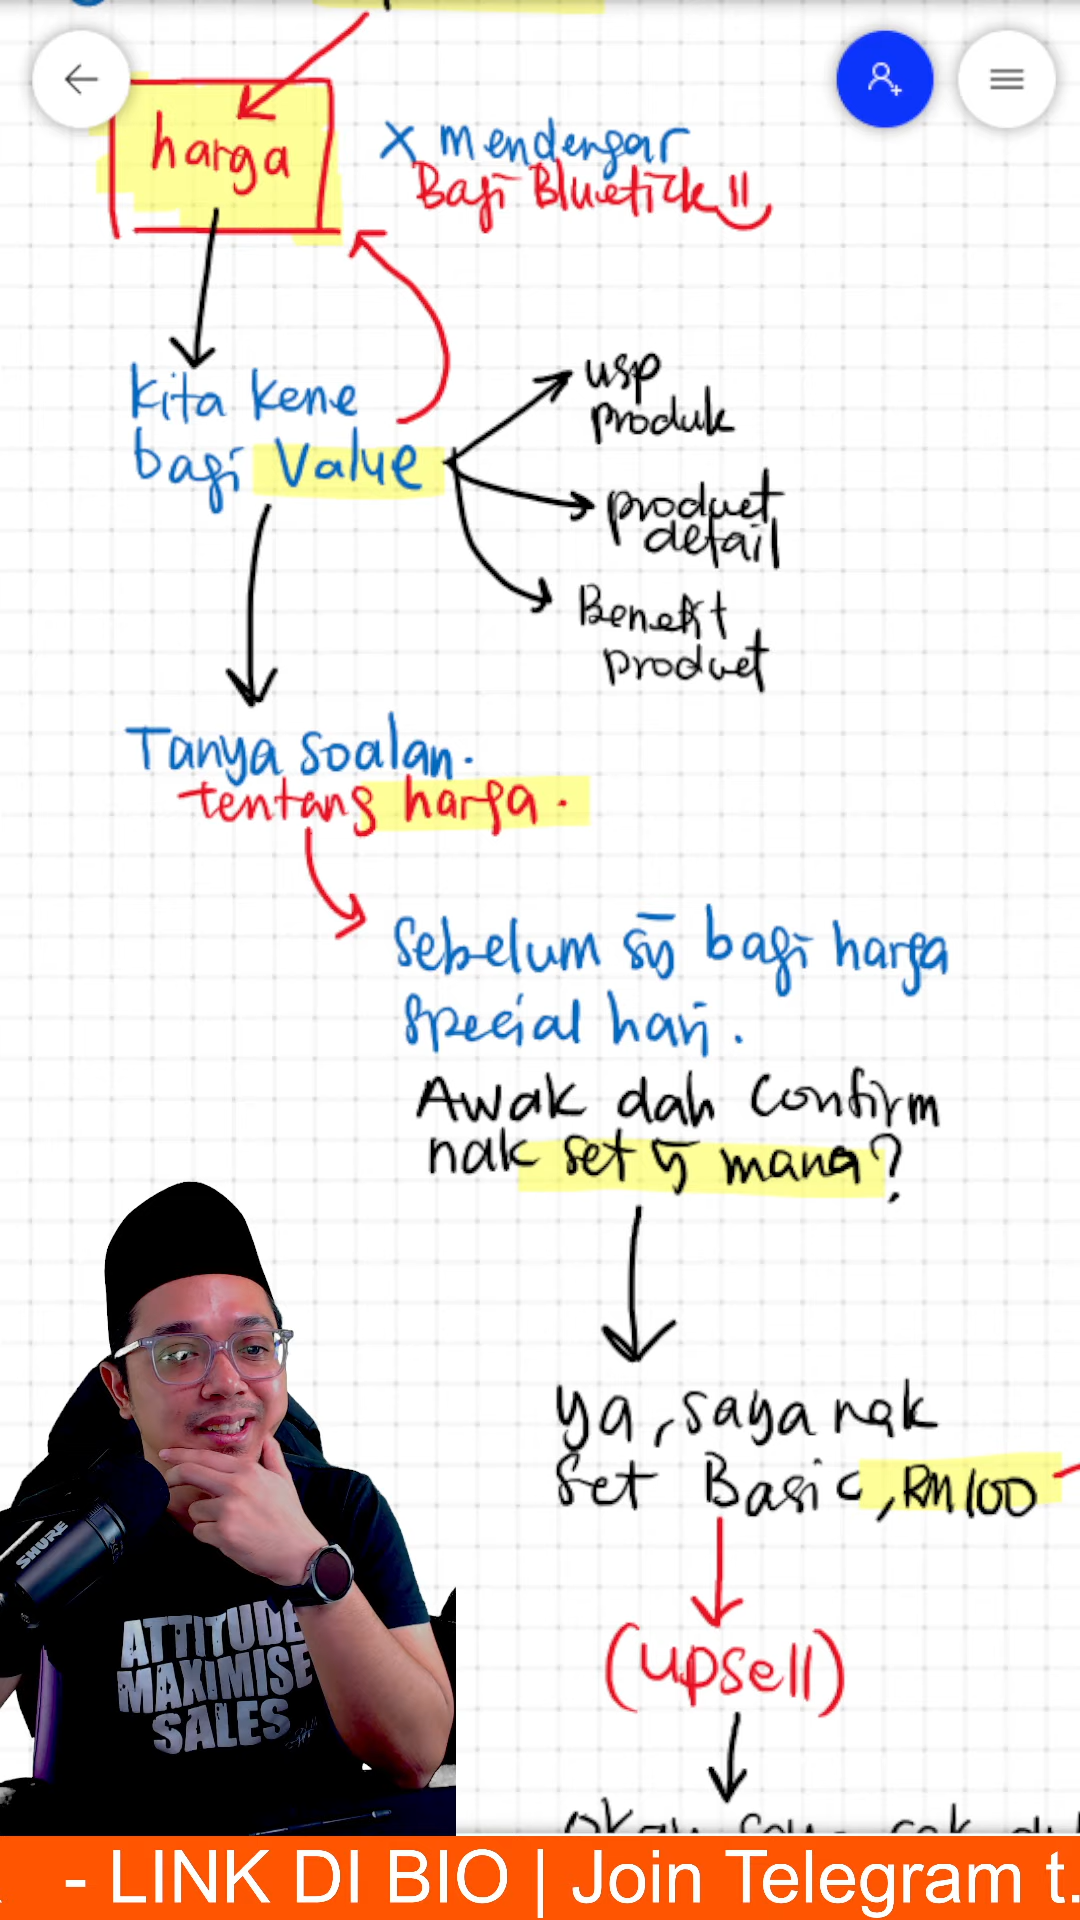 harga
x mendengar
Bagi Bluetick
kita kene
bagi Value
usp
produk
product
detail
Benefit
product
Tanya soalan.
tentang harga.
Sebelum sy bagi harga
special hari.
Awak dah confirm
nak set yg mana?
ya, saya nak
set Basic, RM100
(upsell)
SHURE
ATTITUDE
MAXIMISE
SALES
- LINK DI BIO | Join Telegram t.